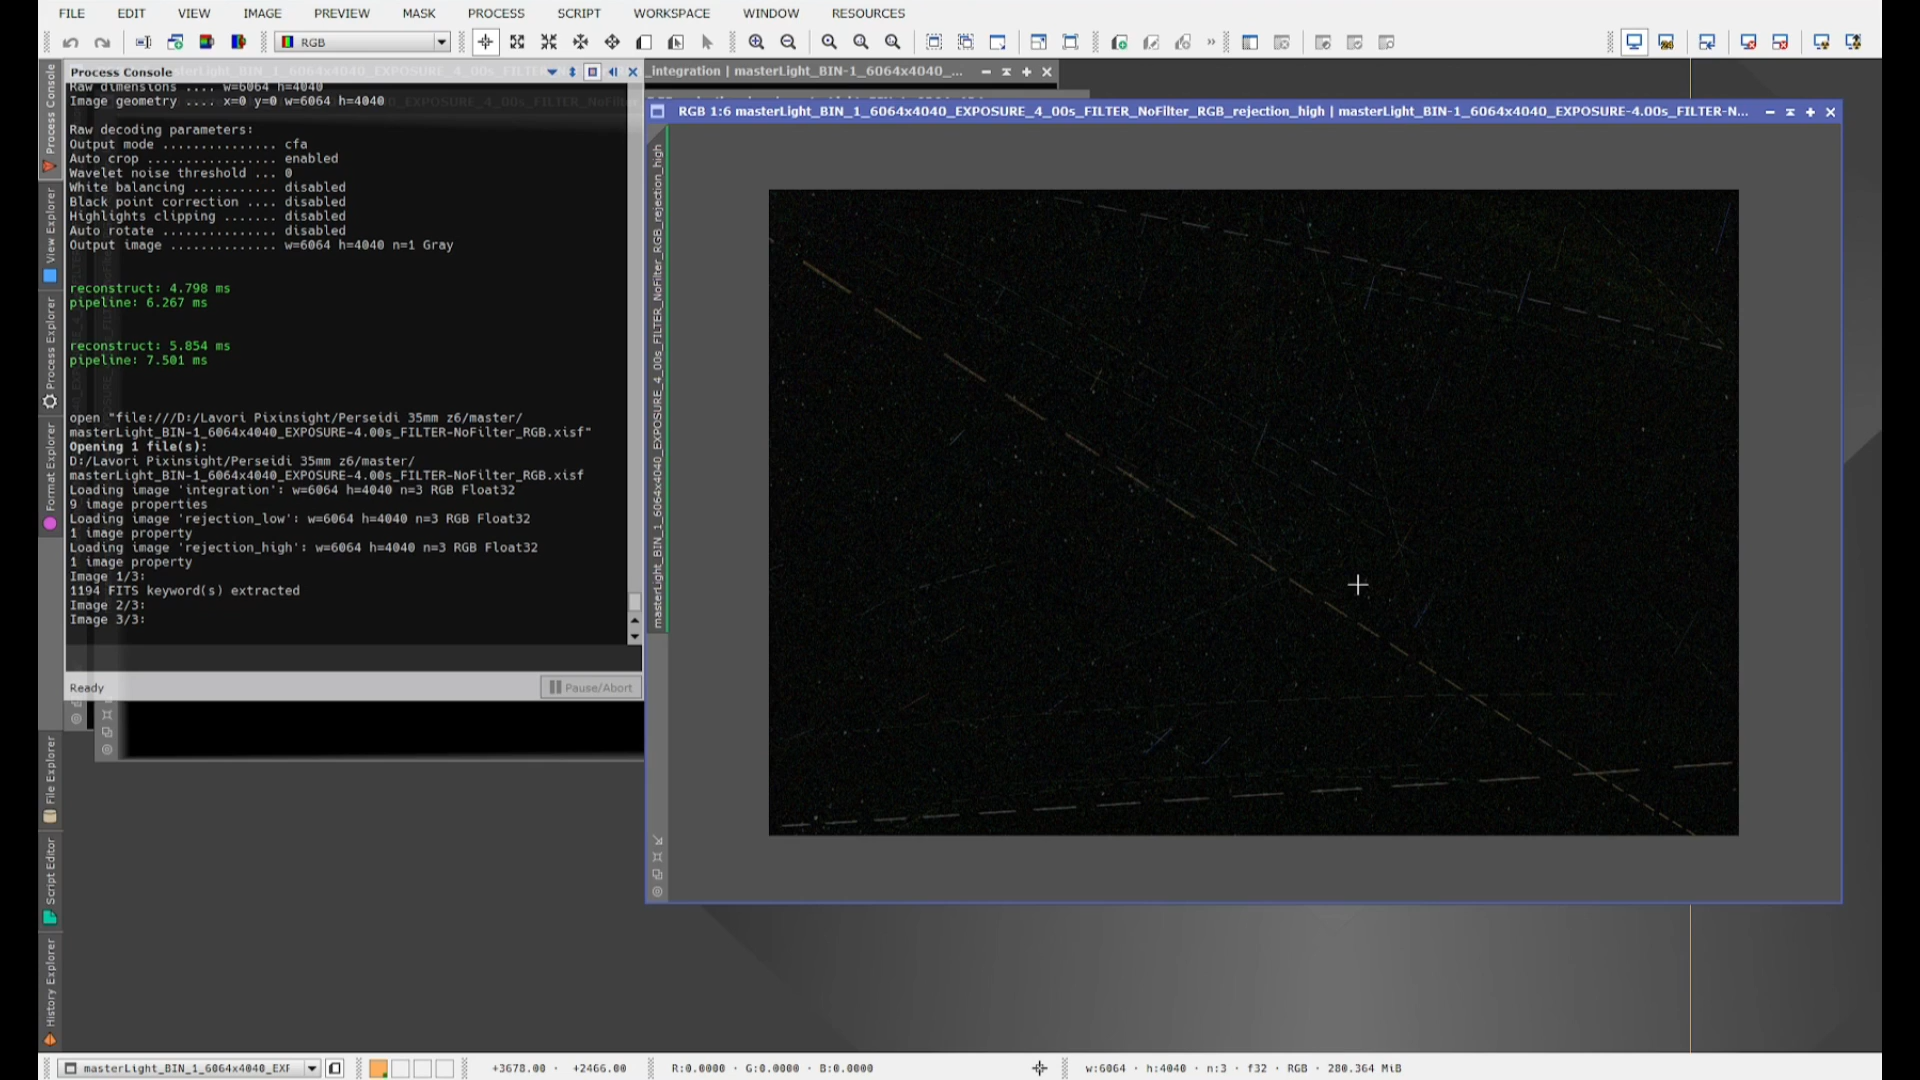 FILE EDIT VIEW IMAGE PREVIEW MASK PROCESS SCRIPT WORKSPACE WINDOW RESOURCES
RGB
Process Console
_integration | masterLight_BIN-1_6064x4040_...
RGB 1:6 masterLight_BIN_1_6064x4040_EXPOSURE_4_00s_FILTER_NoFilter_RGB_rejection_high | masterLight_BIN-1_6064x4040_EXPOSURE-4.00s_FILTER-N...
Raw dimensions .... w=6064 h=4040
Image geometry .... x=0 y=0 w=6064 h=4040
Raw decoding parameters:
Output mode ............... cfa
Auto crop ................. enabled
Wavelet noise threshold ... 0
White balancing ........... disabled
Black point correction .... disabled
Highlights clipping ....... disabled
Auto rotate ............... disabled
Output image .............. w=6064 h=4040 n=1 Gray
reconstruct: 4.798 ms
pipeline: 6.267 ms
reconstruct: 5.854 ms
pipeline: 7.501 ms
open "file:///D:/Lavori Pixinsight/Perseidi 35mm z6/master/
masterLight_BIN-1_6064x4040_EXPOSURE-4.00s_FILTER-NoFilter_RGB.xisf"
Opening 1 file(s):
D:/Lavori Pixinsight/Perseidi 35mm z6/master/
masterLight_BIN-1_6064x4040_EXPOSURE-4.00s_FILTER-NoFilter_RGB.xisf
Loading image 'integration': w=6064 h=4040 n=3 RGB Float32
9 image properties
Loading image 'rejection_low': w=6064 h=4040 n=3 RGB Float32
1 image property
Loading image 'rejection_high': w=6064 h=4040 n=3 RGB Float32
1 image property
Image 1/3:
1194 FITS keyword(s) extracted
Image 2/3:
Image 3/3:
Ready
Pause/Abort
Process Console
View Explorer
Process Explorer
Format Explorer
File Explorer
Script Editor
History Explorer
masterLight_BIN_1_6064x4040_EXPOSURE_4_00s_FILTER_NoFilter_RGB_rejection_high
masterLight_BIN_1_6064x4040_EXF
+3678.00 · +2466.00
R:0.0000 · G:0.0000 · B:0.0000
w:6064 · h:4040 · n:3 · f32 · RGB · 280.364 MiB